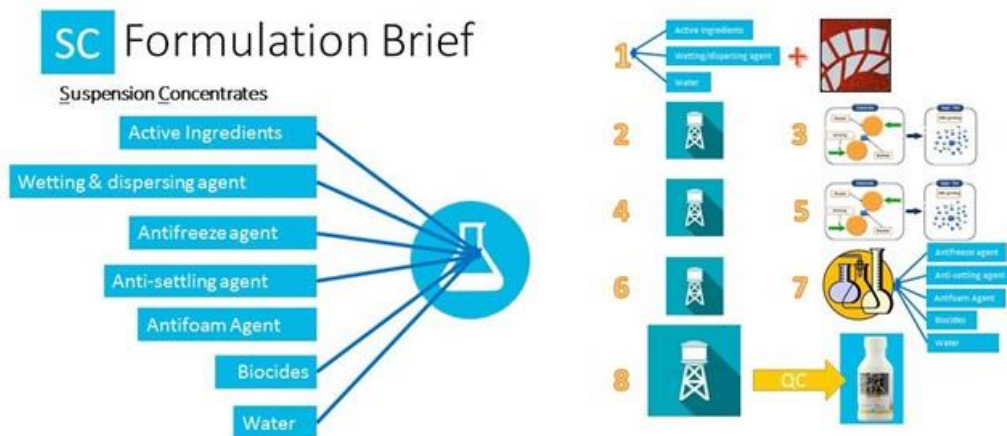 SC Formulation Brief
Suspension Concentrates
Active Ingredients
Wetting & dispersing agent
Antifreeze agent
Anti-settling agent
Antifoam Agent
Biocides
Water
1
Active Ingredients
Wetting/dispersing agent
Water
+
2
3
4
5
6
7
Antifreeze agent
Anti-settling agent
Antifoam Agent
Biocides
Water
8
QC